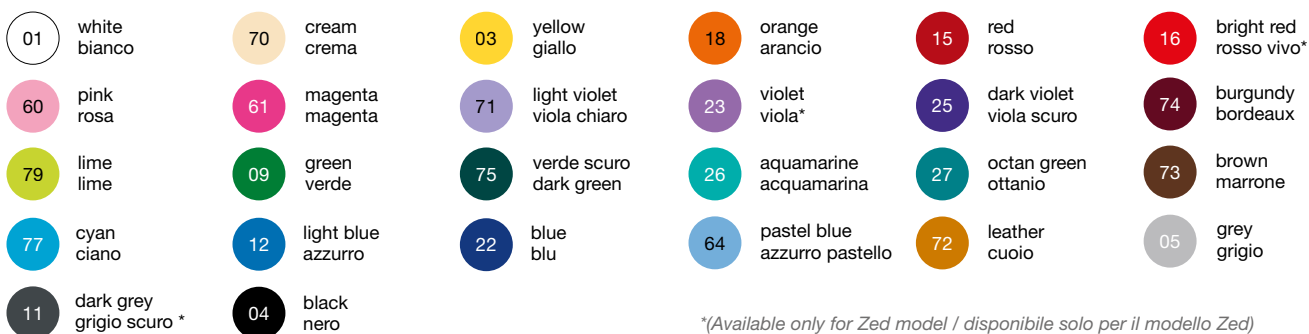 01 white
bianco
70 cream
crema
03 yellow
giallo
18 orange
arancio
15 red
rosso
16 bright red
rosso vivo*
60 pink
rosa
61 magenta
magenta
71 light violet
viola chiaro
23 violet
viola*
25 dark violet
viola scuro
74 burgundy
bordeaux
79 lime
lime
09 green
verde
75 verde scuro
dark green
26 aquamarine
acquamarina
27 octan green
ottanio
73 brown
marrone
77 cyan
ciano
12 light blue
azzurro
22 blue
blu
64 pastel blue
azzurro pastello
72 leather
cuoio
05 grey
grigio
11 dark grey
grigio scuro *
04 black
nero
*(Available only for Zed model / disponibile solo per il modello Zed)